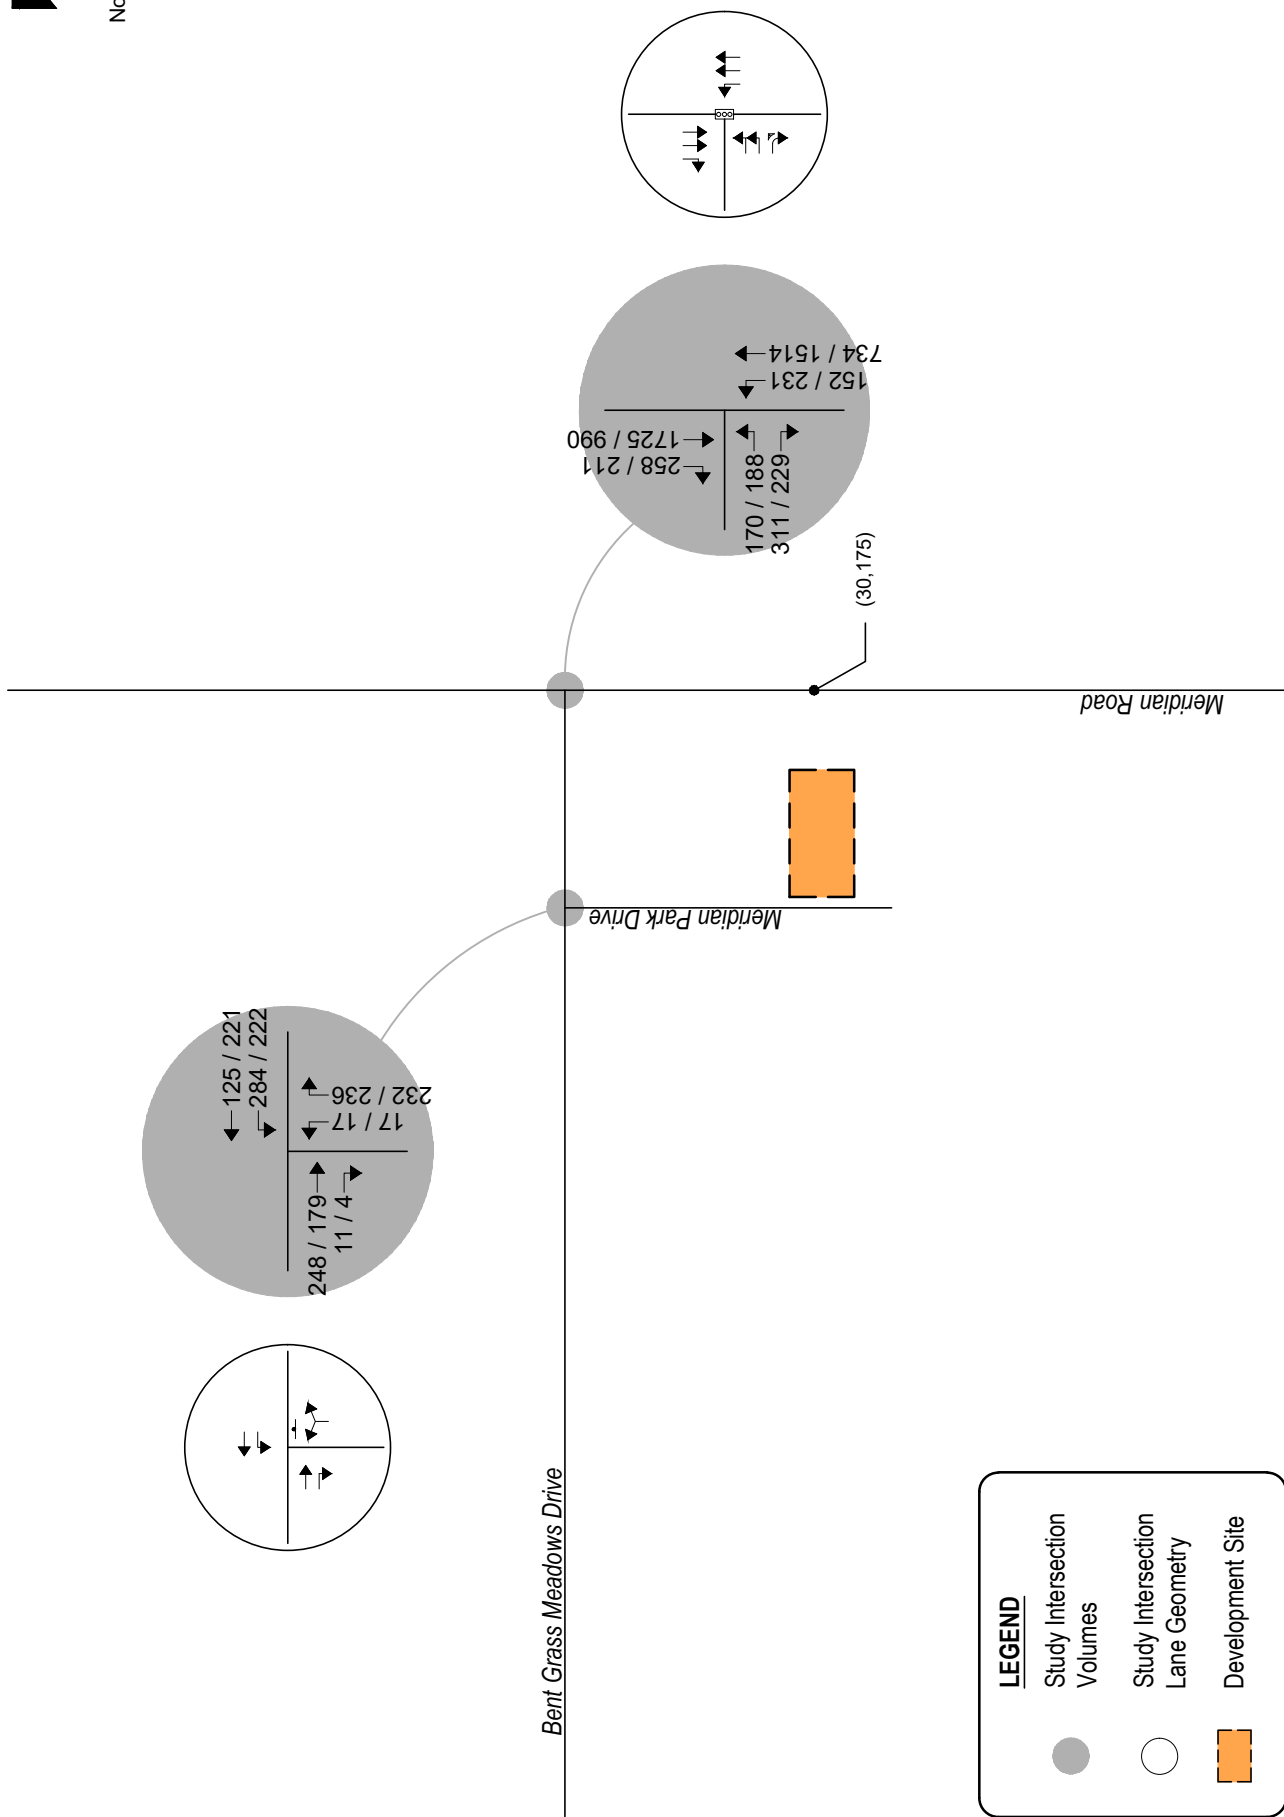 No
734 / 1514
152 / 231
1725 / 990
258 / 211
170 / 188
311 / 229
(30,175)
Meridian Road
Meridian Park Drive
125 / 221
284 / 222
232 / 236
17 / 17
248 / 179
11 / 4
Bent Grass Meadows Drive
LEGEND
Study Intersection
Volumes
Study Intersection
Lane Geometry
Development Site